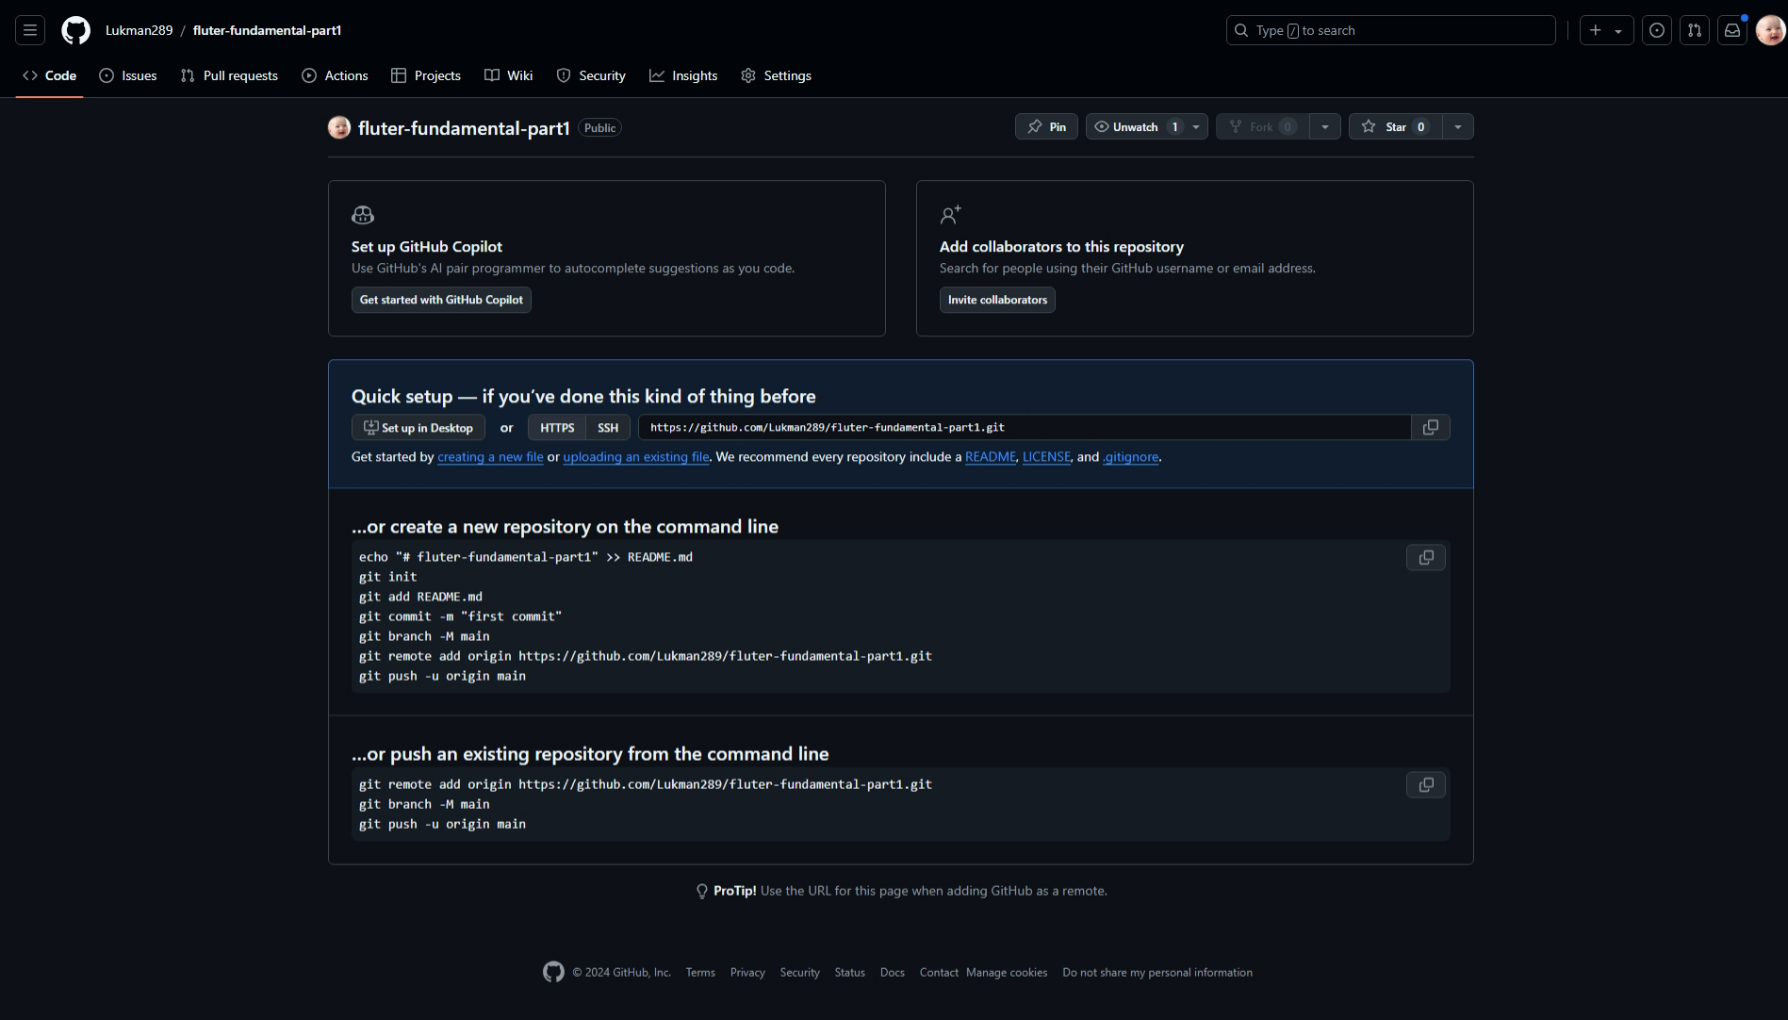 Lukman289 / fluter-fundamental-part1
Type / to search
Code Issues Pull requests Actions Projects Wiki Security Insights Settings
fluter-fundamental-part1 Public
Pin Unwatch 1 Fork 0 Star 0
Set up GitHub Copilot
Use GitHub's AI pair programmer to autocomplete suggestions as you code.
Get started with GitHub Copilot
Add collaborators to this repository
Search for people using their GitHub username or email address.
Invite collaborators
Quick setup — if you've done this kind of thing before
Set up in Desktop or HTTPS SSH https://github.com/Lukman289/fluter-fundamental-part1.git
Get started by creating a new file or uploading an existing file. We recommend every repository include a README, LICENSE, and .gitignore.
…or create a new repository on the command line
echo "# fluter-fundamental-part1" >> README.md
git init
git add README.md
git commit -m "first commit"
git branch -M main
git remote add origin https://github.com/Lukman289/fluter-fundamental-part1.git
git push -u origin main
…or push an existing repository from the command line
git remote add origin https://github.com/Lukman289/fluter-fundamental-part1.git
git branch -M main
git push -u origin main
ProTip! Use the URL for this page when adding GitHub as a remote.
© 2024 GitHub, Inc. Terms Privacy Security Status Docs Contact Manage cookies Do not share my personal information